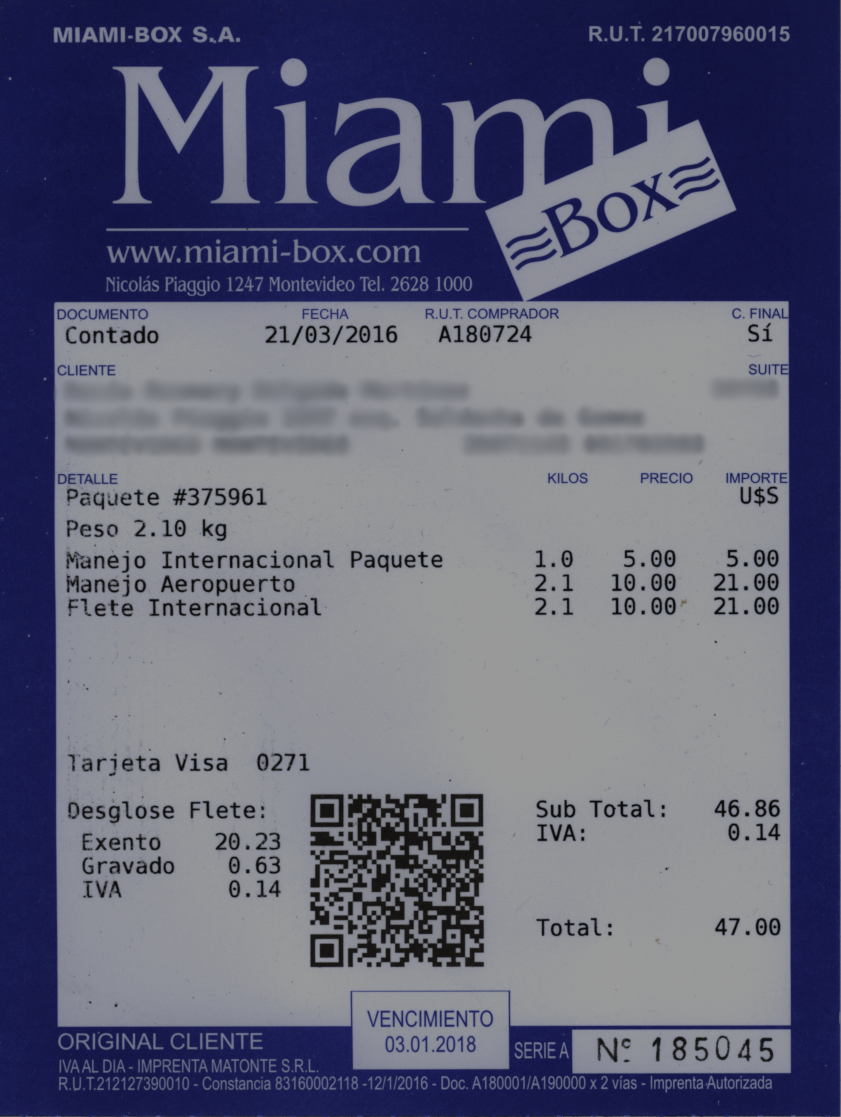 MIAMI-BOX S.A. R.U.T. 217007960015
Miami
Box
www.miami-box.com
Nicolás Piaggio 1247 Montevideo Tel. 2628 1000
DOCUMENTO FECHA R.U.T. COMPRADOR C. FINAL
Contado 21/03/2016 A180724 Sí
CLIENTE SUITE
DETALLE KILOS PRECIO IMPORTE
Paquete #375961 U$S
Peso 2.10 kg
Manejo Internacional Paquete 1.0 5.00 5.00
Manejo Aeropuerto 2.1 10.00 21.00
Flete Internacional 2.1 10.00 21.00
Tarjeta Visa 0271
Desglose Flete: Sub Total: 46.86
Exento 20.23 IVA: 0.14
Gravado 0.63
IVA 0.14
Total: 47.00
VENCIMIENTO
03.01.2018
ORIGINAL CLIENTE SERIE A Nº 185045
IVA AL DIA - IMPRENTA MATONTE S.R.L.
R.U.T.212127390010 - Constancia 83160002118 -12/1/2016 - Doc. A180001/A190000 x 2 vías - Imprenta Autorizada